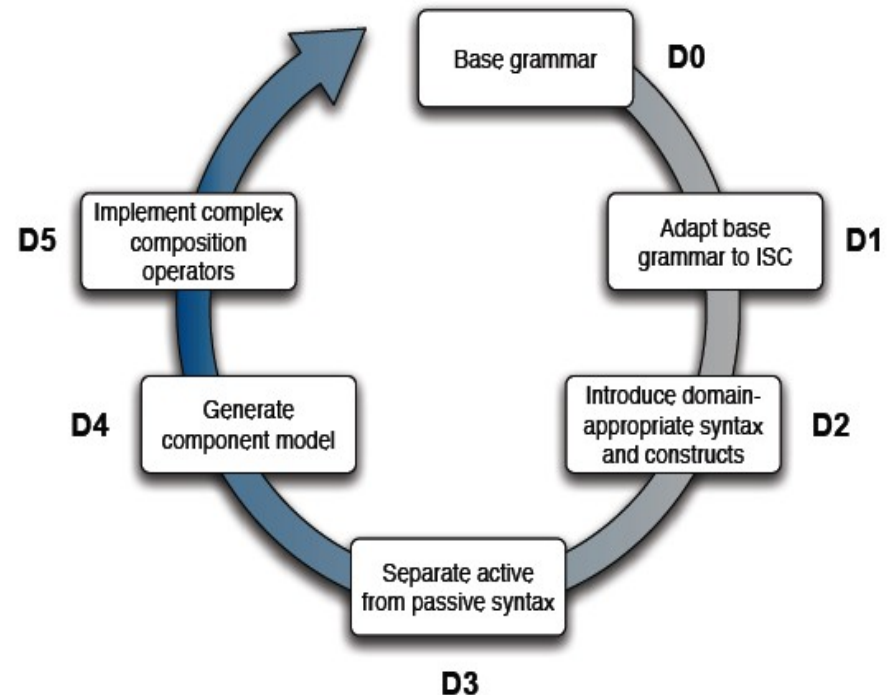 Base grammar
D0
Adapt base
grammar to ISC
D1
Introduce domain-
appropriate syntax
and constructs
D2
Separate active
from passive syntax
D3
Generate
component model
D4
Implement complex
composition
operators
D5